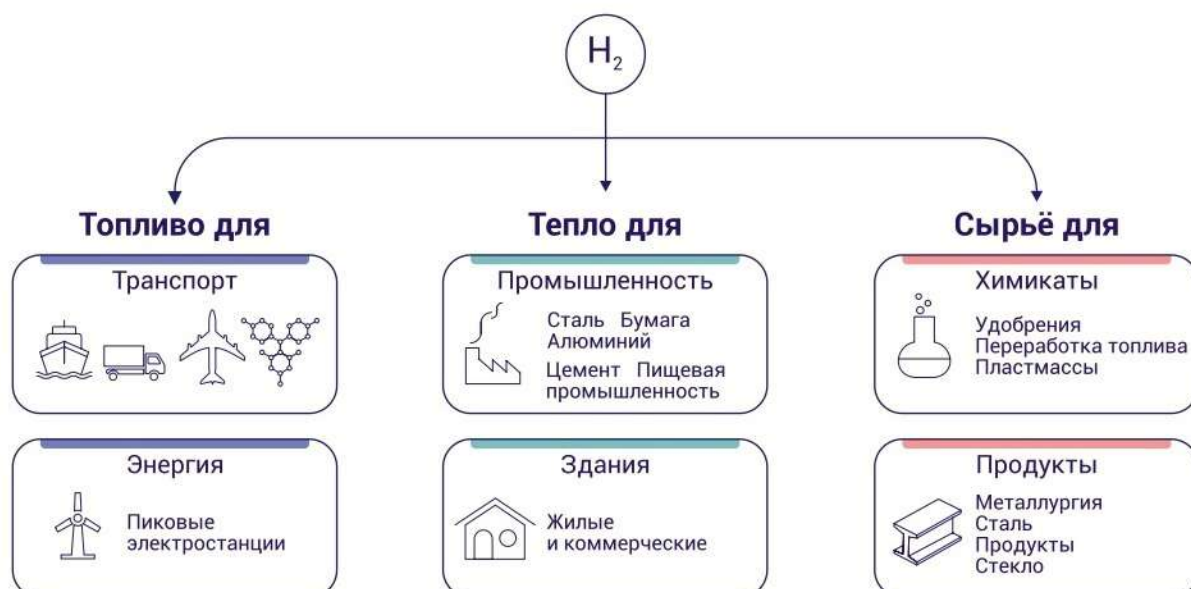 H₂
Топливо для
Транспорт
Энергия
Пиковые
электростанции
Тепло для
Промышленность
Сталь Бумага
Алюминий
Цемент Пищевая
промышленность
Здания
Жилые
и коммерческие
Сырьё для
Химикаты
Удобрения
Переработка топлива
Пластмассы
Продукты
Металлургия
Сталь
Продукты
Стекло